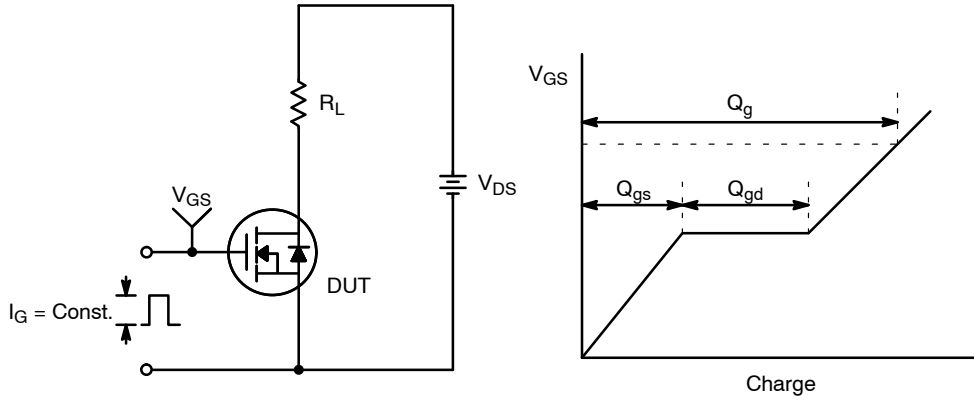 R_L
V_GS
V_DS
DUT
I_G = Const.
V_GS
Q_g
Q_gs
Q_gd
Charge